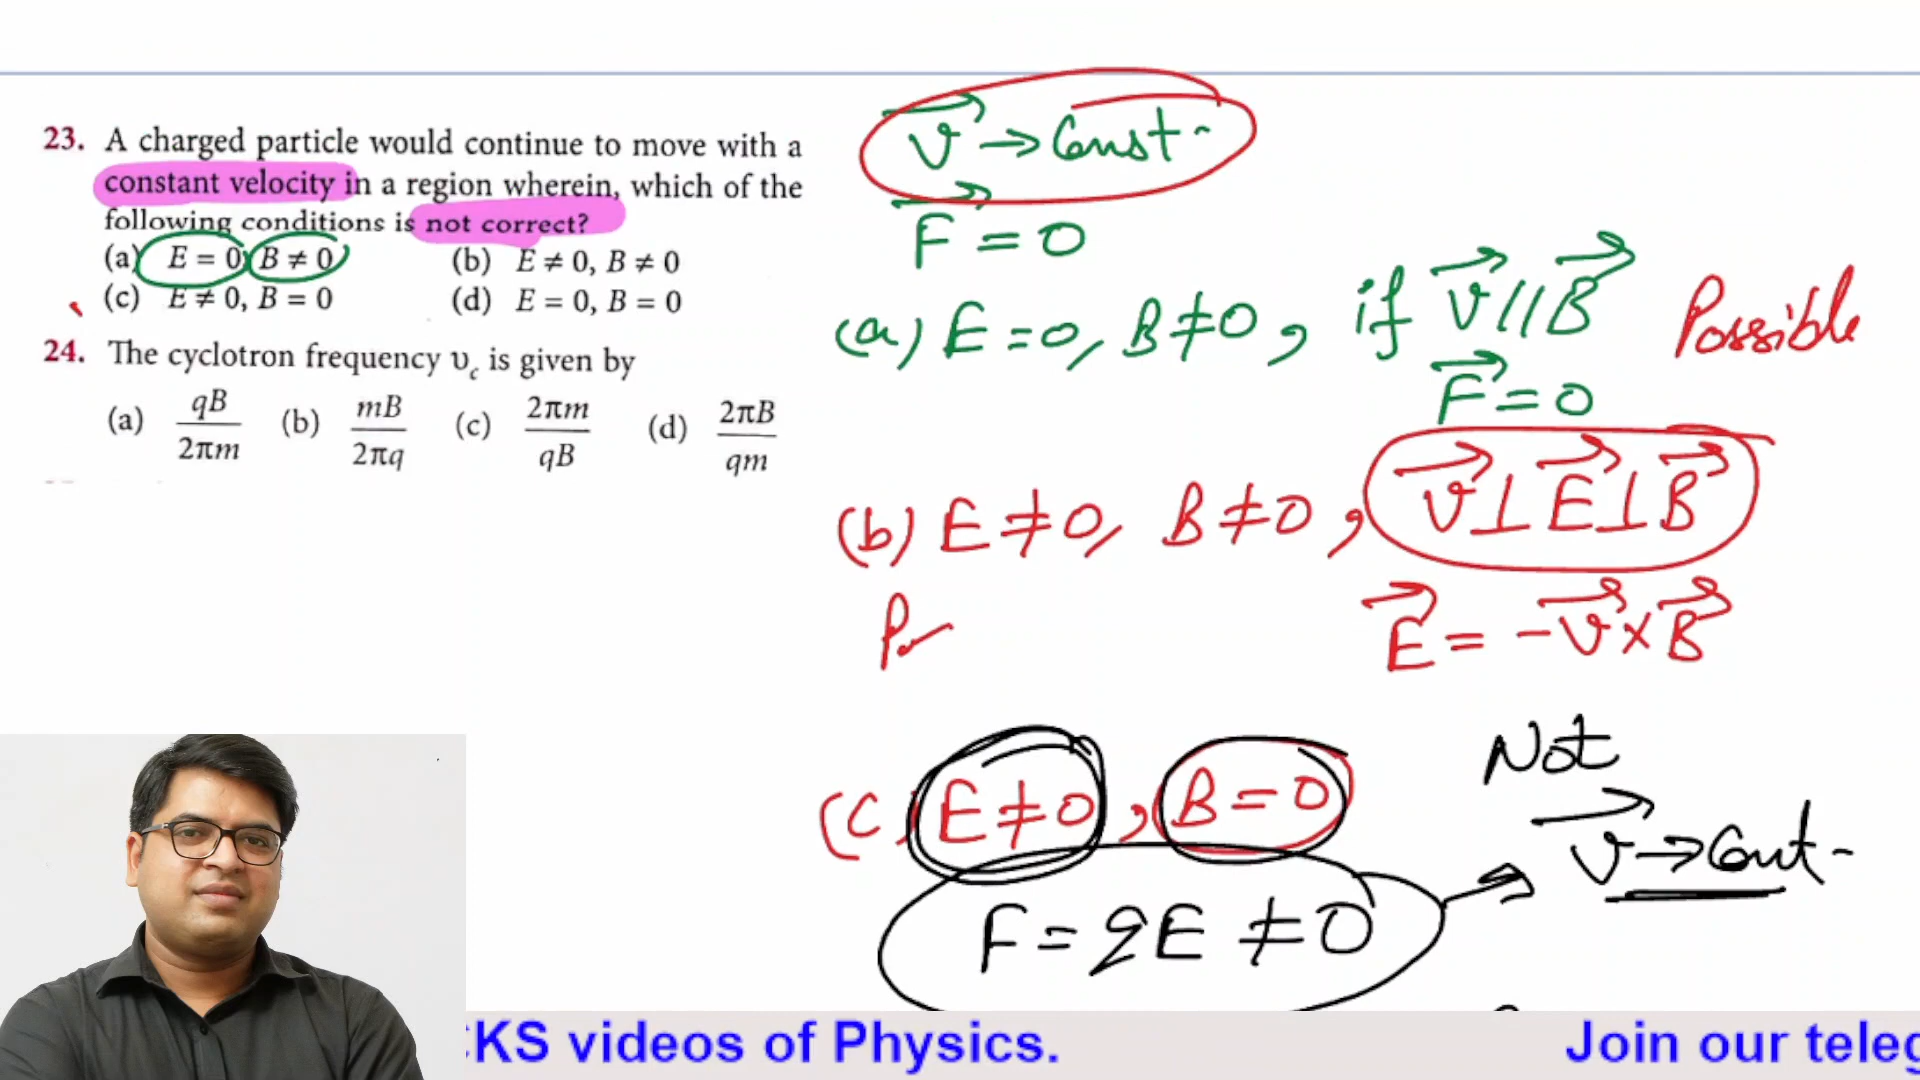 23. A charged particle would continue to move with a
constant velocity in a region wherein, which of the
following conditions is not correct?
(a) E = 0, B ≠ 0 (b) E ≠ 0, B ≠ 0
(c) E ≠ 0, B = 0 (d) E = 0, B = 0
24. The cyclotron frequency υc is given by
(a) qB/2πm (b) mB/2πq (c) 2πm/qB (d) 2πB/qm
v → Const.
F = 0
(a) E = 0, B ≠ 0, if v // B Possible
F = 0
(b) E ≠ 0, B ≠ 0, v ⊥ E ⊥ B
E = - v × B
(c) E ≠ 0, B = 0
Not
v → Cont.
F = qE ≠ 0
CKS videos of Physics.
Join our teleg